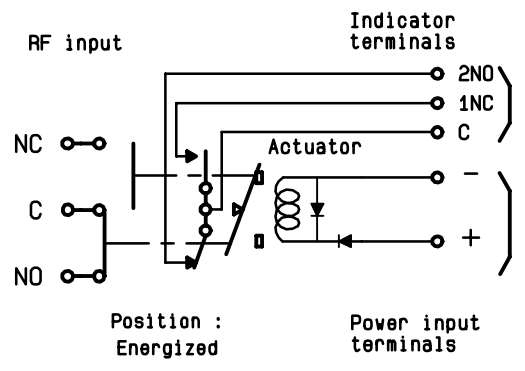 Indicator
terminals
RF input
2NO
1NC
C
NC
Actuator
−
C
+
NO
Position :
Energized
Power input
terminals